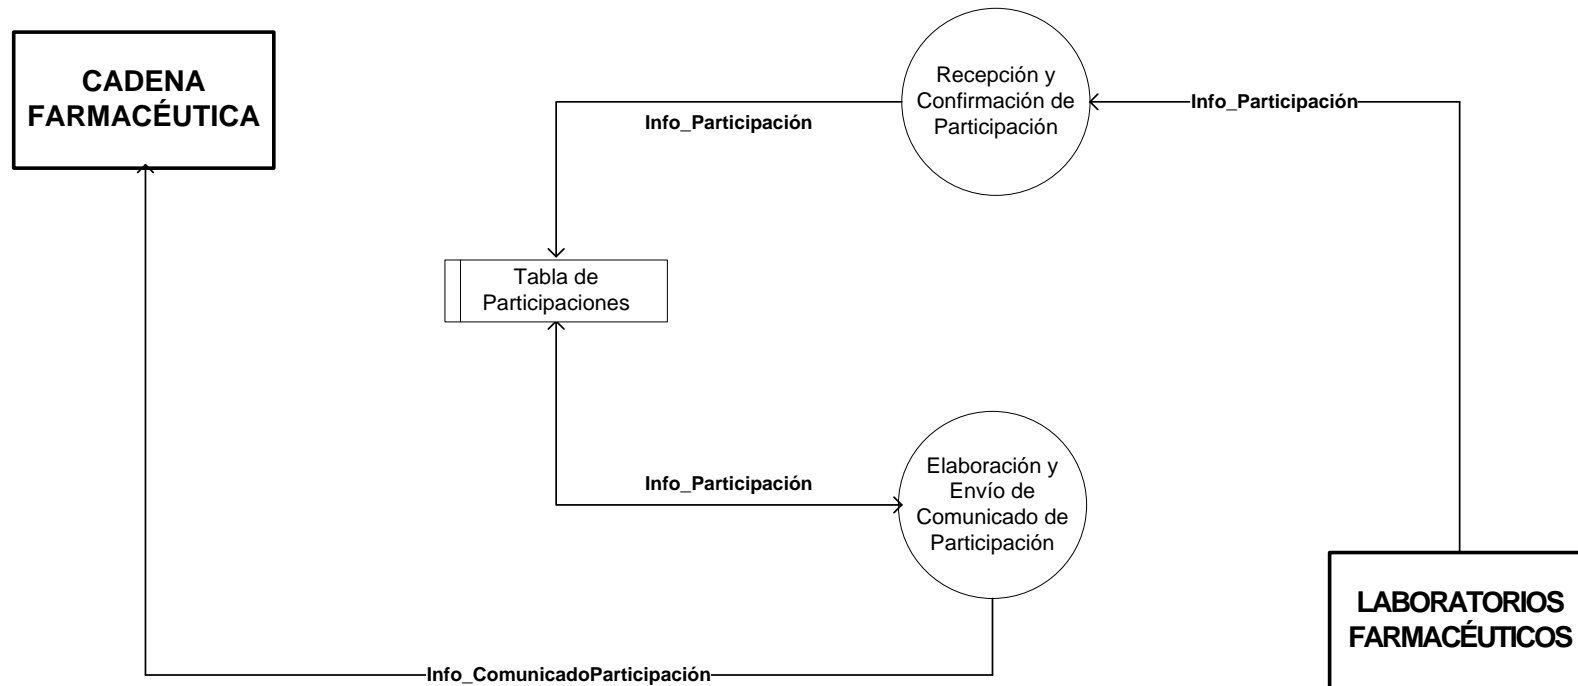 CADENA
FARMACÉUTICA
Recepción y
Confirmación de
Participación
Info_Participación
Info_Participación
Tabla de
Participaciones
Info_Participación
Elaboración y
Envío de
Comunicado de
Participación
LABORATORIOS
FARMACÉUTICOS
Info_ComunicadoParticipación